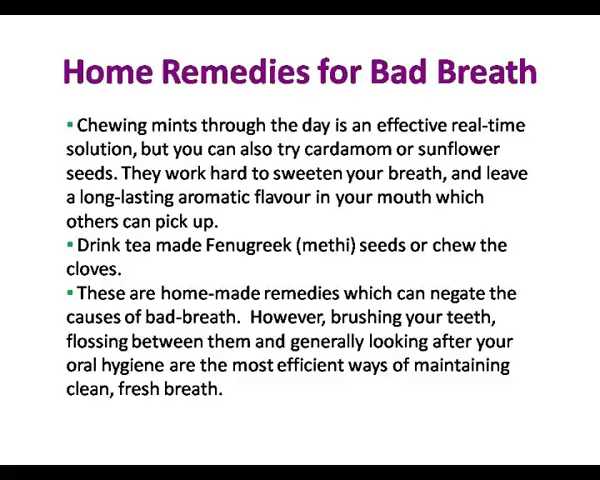 Home Remedies for Bad Breath
▪ Chewing mints through the day is an effective real-time
solution, but you can also try cardamom or sunflower
seeds. They work hard to sweeten your breath, and leave
a long-lasting aromatic flavour in your mouth which
others can pick up.
▪ Drink tea made Fenugreek (methi) seeds or chew the
cloves.
▪ These are home-made remedies which can negate the
causes of bad-breath.  However, brushing your teeth,
flossing between them and generally looking after your
oral hygiene are the most efficient ways of maintaining
clean, fresh breath.